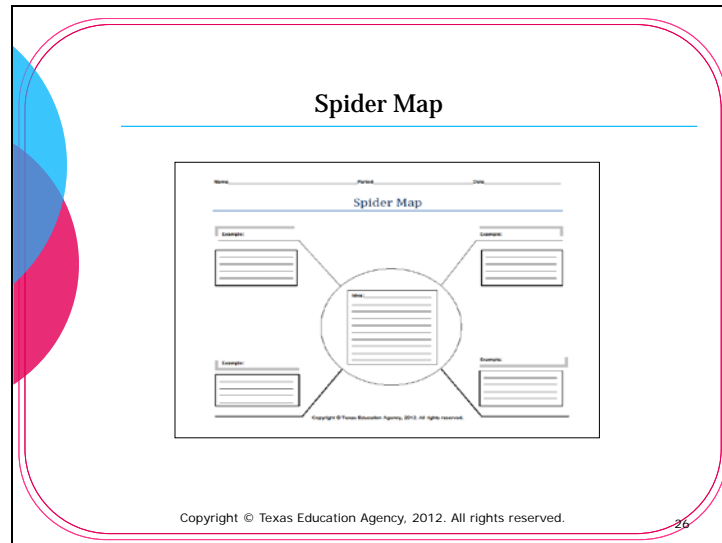 Spider Map
Name Period Date
Spider Map
Example: Example:
Idea:
Example: Example:
Copyright © Texas Education Agency, 2012. All rights reserved.
Copyright © Texas Education Agency, 2012. All rights reserved.
26